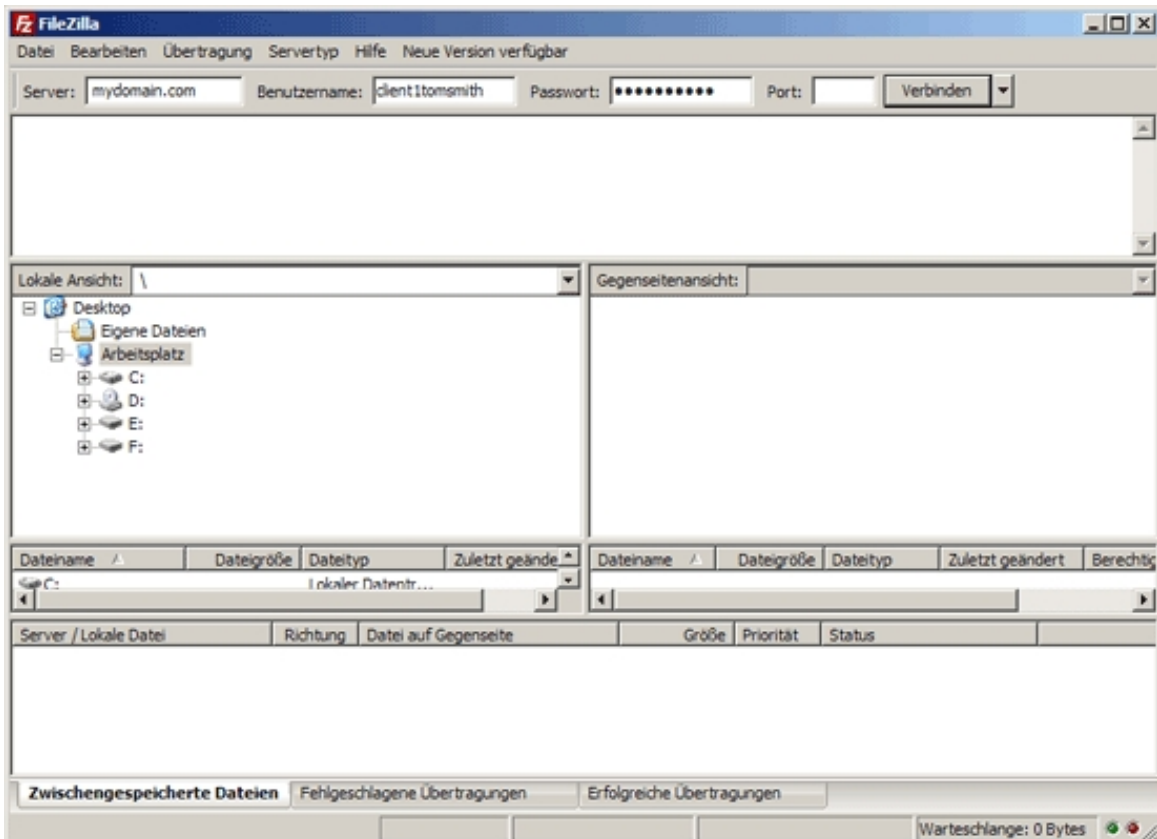 FileZilla
Datei Bearbeiten Übertragung Servertyp Hilfe Neue Version verfügbar
Server: mydomain.com Benutzername: client1tomsmith Passwort: ●●●●●●●●●● Port: Verbinden
Lokale Ansicht: \ Gegenseitenansicht:
Desktop
Eigene Dateien
Arbeitsplatz
C:
D:
E:
F:
Dateiname Dateigröße Dateityp Zuletzt geände Dateiname Dateigröße Dateityp Zuletzt geändert Berechtig
C: Lokaler Datentr...
Server / Lokale Datei Richtung Datei auf Gegenseite Größe Priorität Status
Zwischengespeicherte Dateien Fehlgeschlagene Übertragungen Erfolgreiche Übertragungen
Warteschlange: 0 Bytes